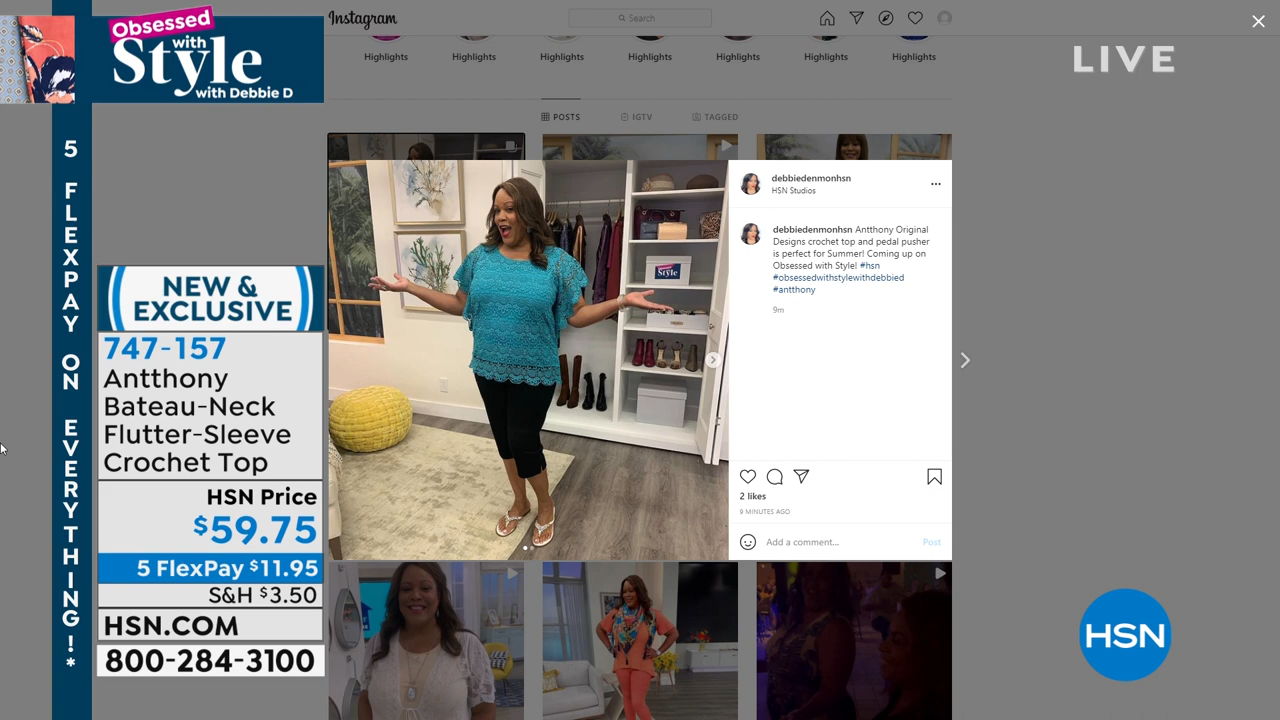 Obsessed
with
Style
with Debbie D
5 FLEXPAY ON EVERYTHING!*
NEW &
EXCLUSIVE
747-157
Antthony
Bateau-Neck
Flutter-Sleeve
Crochet Top
HSN Price
$59.75
5 FlexPay $11.95
S&H $3.50
HSN.COM
800-284-3100
Instagram
Search
Highlights
Highlights
Highlights
Highlights
Highlights
Highlights
Highlights
POSTS
IGTV
TAGGED
Style
debbiedenmonhsn
HSN Studios
debbiedenmonhsn Antthony Original
Designs crochet top and pedal pusher
is perfect for Summer! Coming up on
Obsessed with Style! #hsn
#obsessedwithstylewithdebbied
#antthony
9m
2 likes
9 MINUTES AGO
Add a comment...
Post
LIVE
HSN